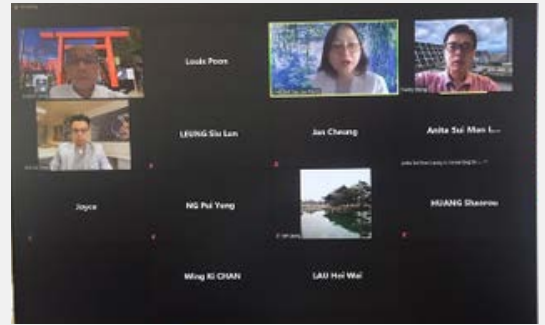 Louis Poon
LEUNG Siu Lun
Jan Cheung
Anita Sui Man L...
Joyce
NG Pui Yung
HUANG Shaorou
Wing Ki CHAN
LAU Hei Wai